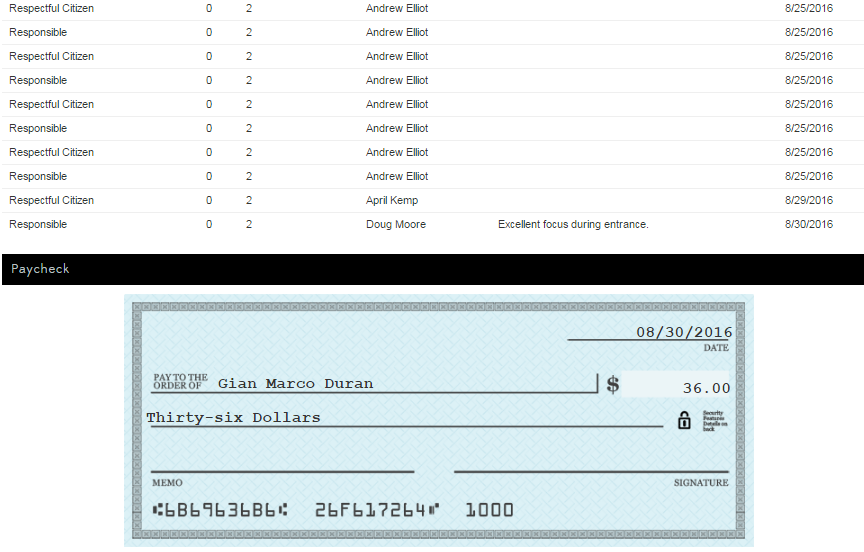 Respectful Citizen 0 2 Andrew Elliot 8/25/2016
Responsible 0 2 Andrew Elliot 8/25/2016
Respectful Citizen 0 2 Andrew Elliot 8/25/2016
Responsible 0 2 Andrew Elliot 8/25/2016
Respectful Citizen 0 2 Andrew Elliot 8/25/2016
Responsible 0 2 Andrew Elliot 8/25/2016
Respectful Citizen 0 2 Andrew Elliot 8/25/2016
Responsible 0 2 Andrew Elliot 8/25/2016
Respectful Citizen 0 2 April Kemp 8/29/2016
Responsible 0 2 Doug Moore Excellent focus during entrance. 8/30/2016
Paycheck
08/30/2016
DATE
PAY TO THE
ORDER OF Gian Marco Duran $ 36.00
Thirty-six Dollars
Security
Features
Details on
back
MEMO SIGNATURE
⑆6B69636B6⑆ 26F617264⑈ 1000